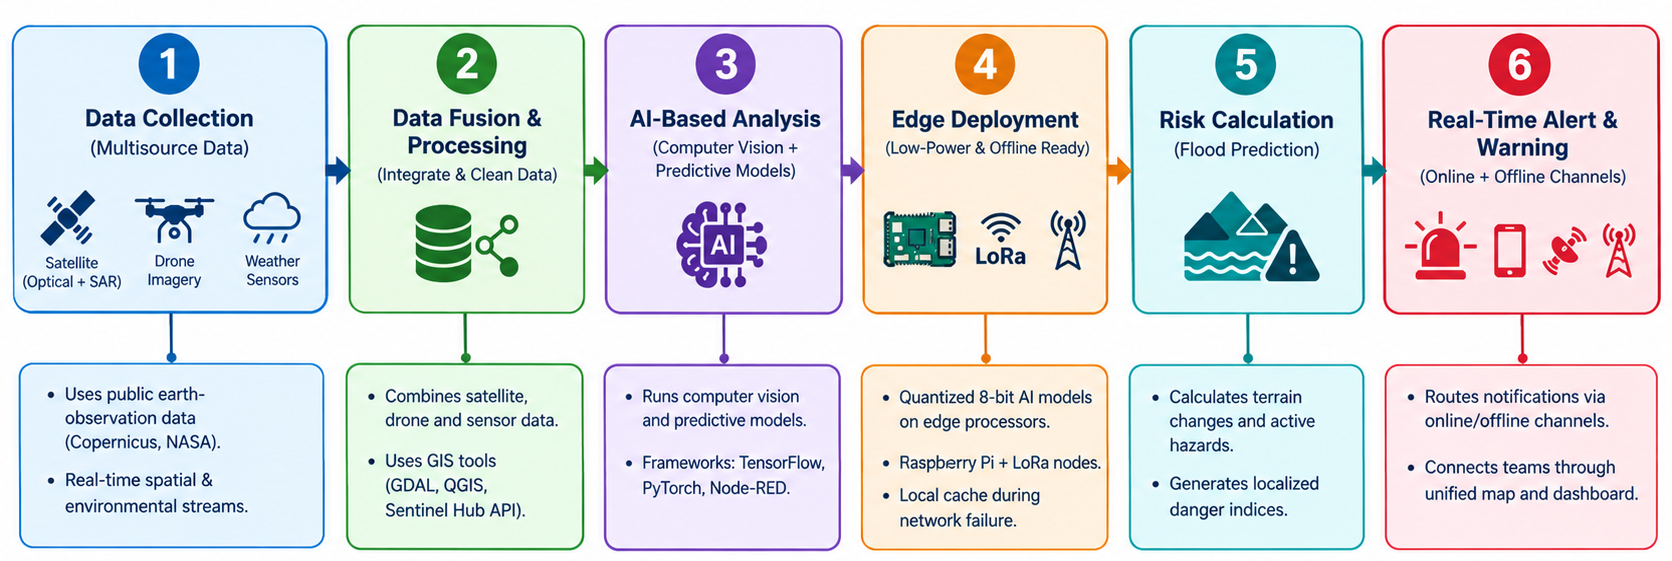 1
Data Collection
(Multisource Data)
Satellite
(Optical + SAR)
Drone
Imagery
Weather
Sensors
• Uses public earth-
observation data
(Copernicus, NASA).
• Real-time spatial &
environmental streams.
2
Data Fusion &
Processing
(Integrate & Clean Data)
• Combines satellite,
drone and sensor data.
• Uses GIS tools
(GDAL, QGIS,
Sentinel Hub API).
3
AI-Based Analysis
(Computer Vision +
Predictive Models)
AI
• Runs computer vision
and predictive models.
• Frameworks: TensorFlow,
PyTorch, Node-RED.
4
Edge Deployment
(Low-Power & Offline Ready)
LoRa
• Quantized 8-bit AI models
on edge processors.
• Raspberry Pi + LoRa nodes.
• Local cache during
network failure.
5
Risk Calculation
(Flood Prediction)
!
• Calculates terrain
changes and active
hazards.
• Generates localized
danger indices.
6
Real-Time Alert &
Warning
(Online + Offline Channels)
• Routes notifications via
online/offline channels.
• Connects teams through
unified map and dashboard.